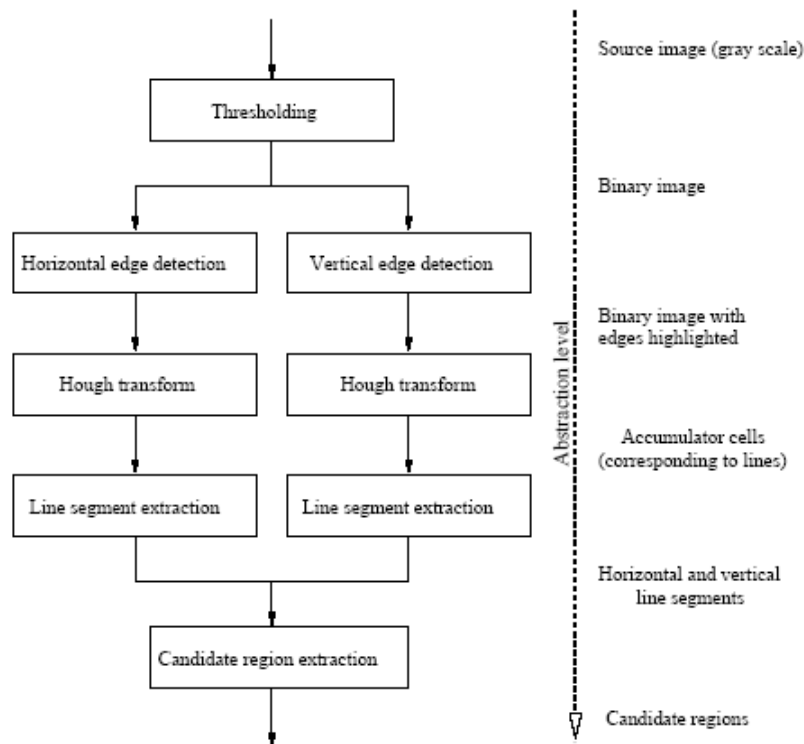 Source image (gray scale)
Thresholding
Binary image
Horizontal edge detection
Vertical edge detection
Binary image with
edges highlighted
Abstraction level
Hough transform
Hough transform
Accumulator cells
(corresponding to lines)
Line segment extraction
Line segment extraction
Horizontal and vertical
line segments
Candidate region extraction
Candidate regions